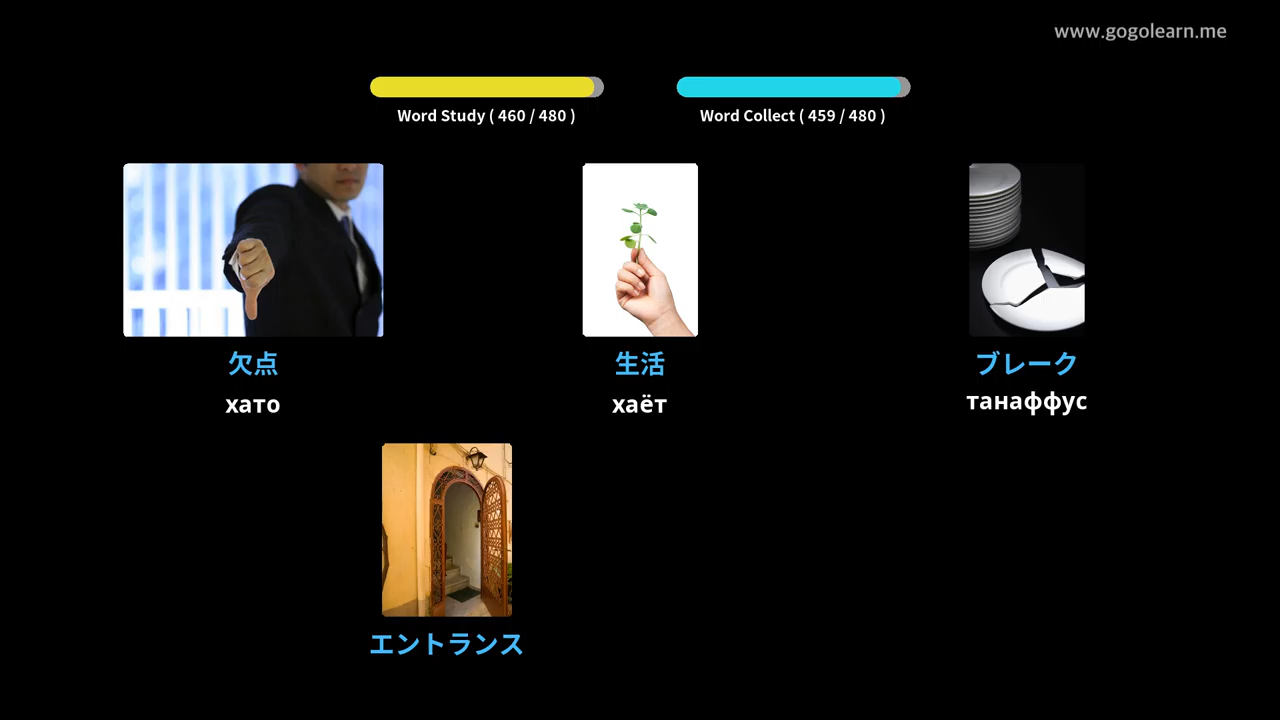 www.gogolearn.me
Word Study ( 460 / 480 )
Word Collect ( 459 / 480 )
欠点
хато
生活
хаёт
ブレーク
танаффус
エントランス